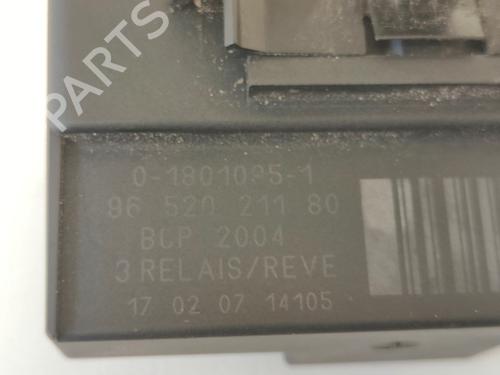 PARTS
0-1801095-1
96 520 211 80
BCP 2004
3 RELAIS/REVE
17 02 07 14105